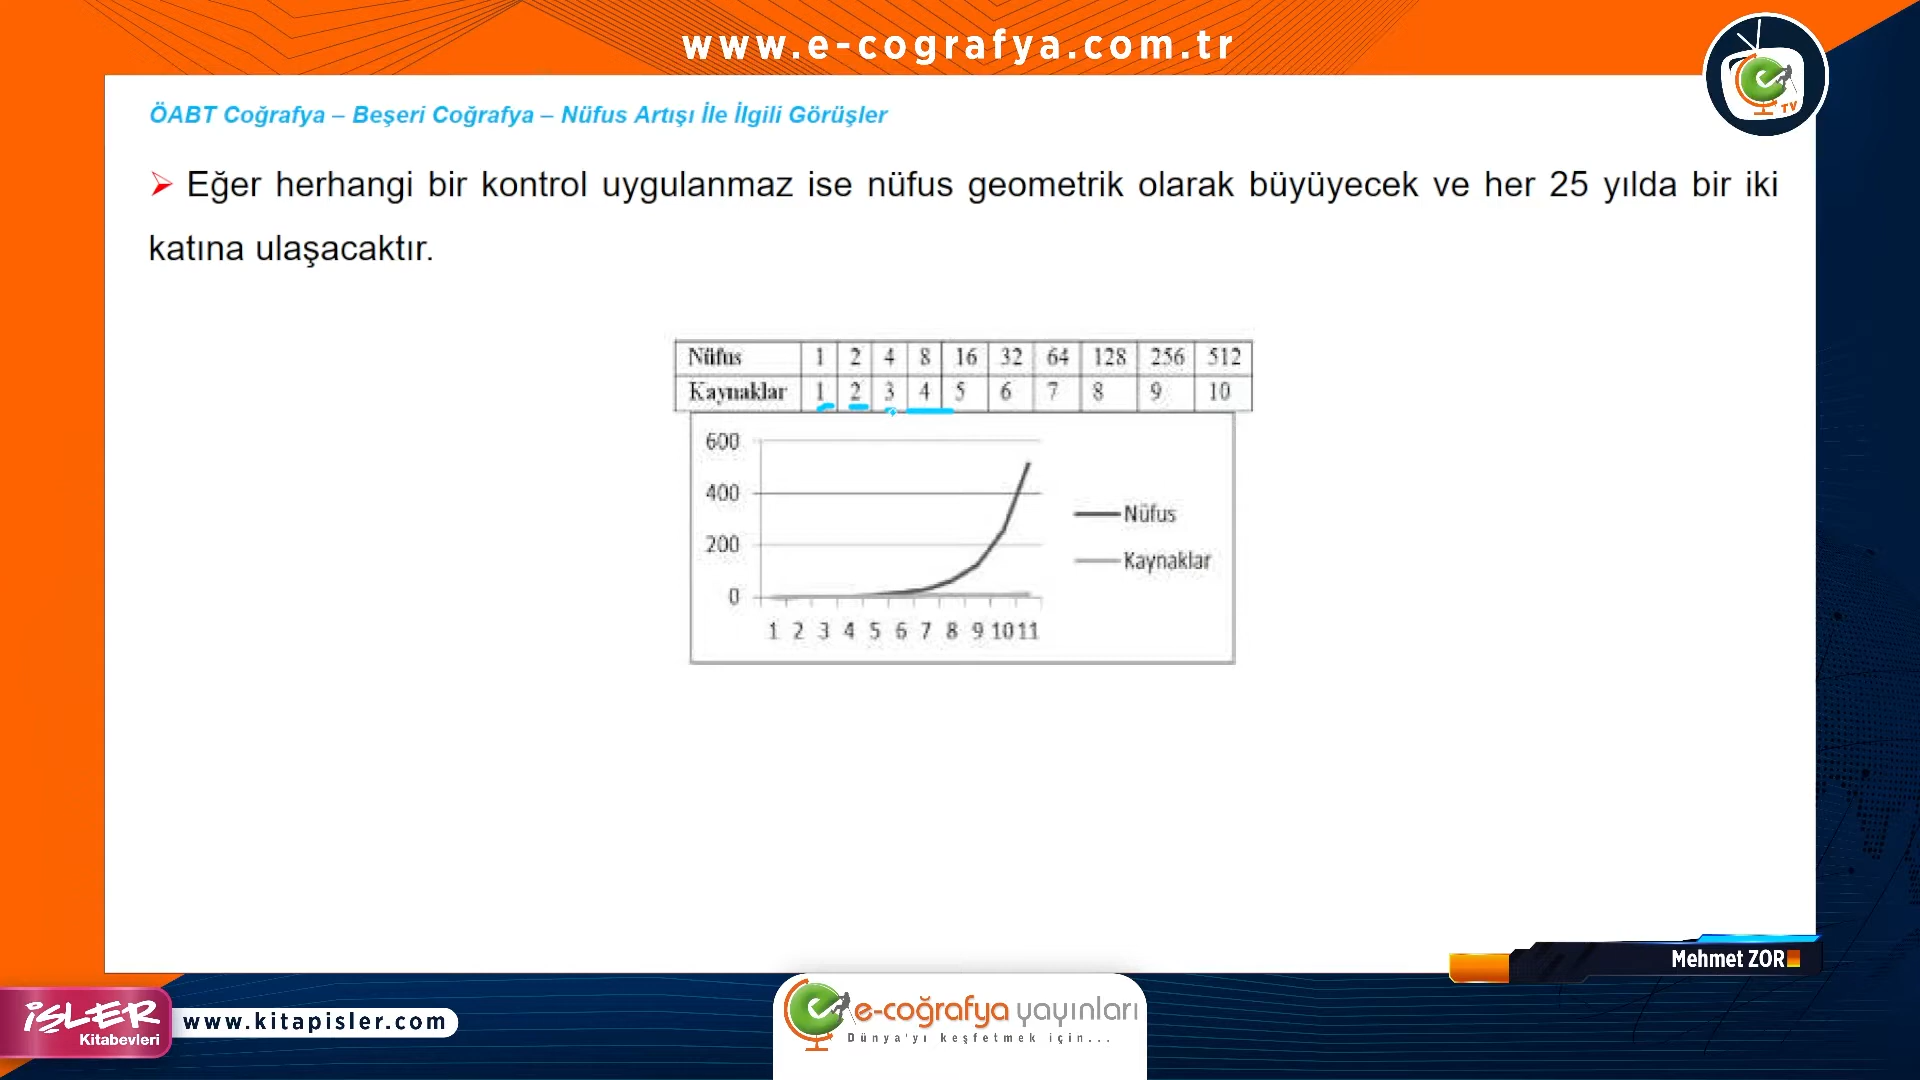 www.e-cografya.com.tr
TV
ÖABT Coğrafya – Beşeri Coğrafya – Nüfus Artışı İle İlgili Görüşler
Eğer herhangi bir kontrol uygulanmaz ise nüfus geometrik olarak büyüyecek ve her 25 yılda bir iki
katına ulaşacaktır.
Nüfus 1 2 4 8 16 32 64 128 256 512
Kaynaklar 1 2 3 4 5 6 7 8 9 10
600
400
200
0
1 2 3 4 5 6 7 8 9 10 11
Nüfus
Kaynaklar
Mehmet ZOR
İŞLER
Kitabevleri
www.kitapisler.com
e-coğrafya yayınları
Dünya'yı keşfetmek için...